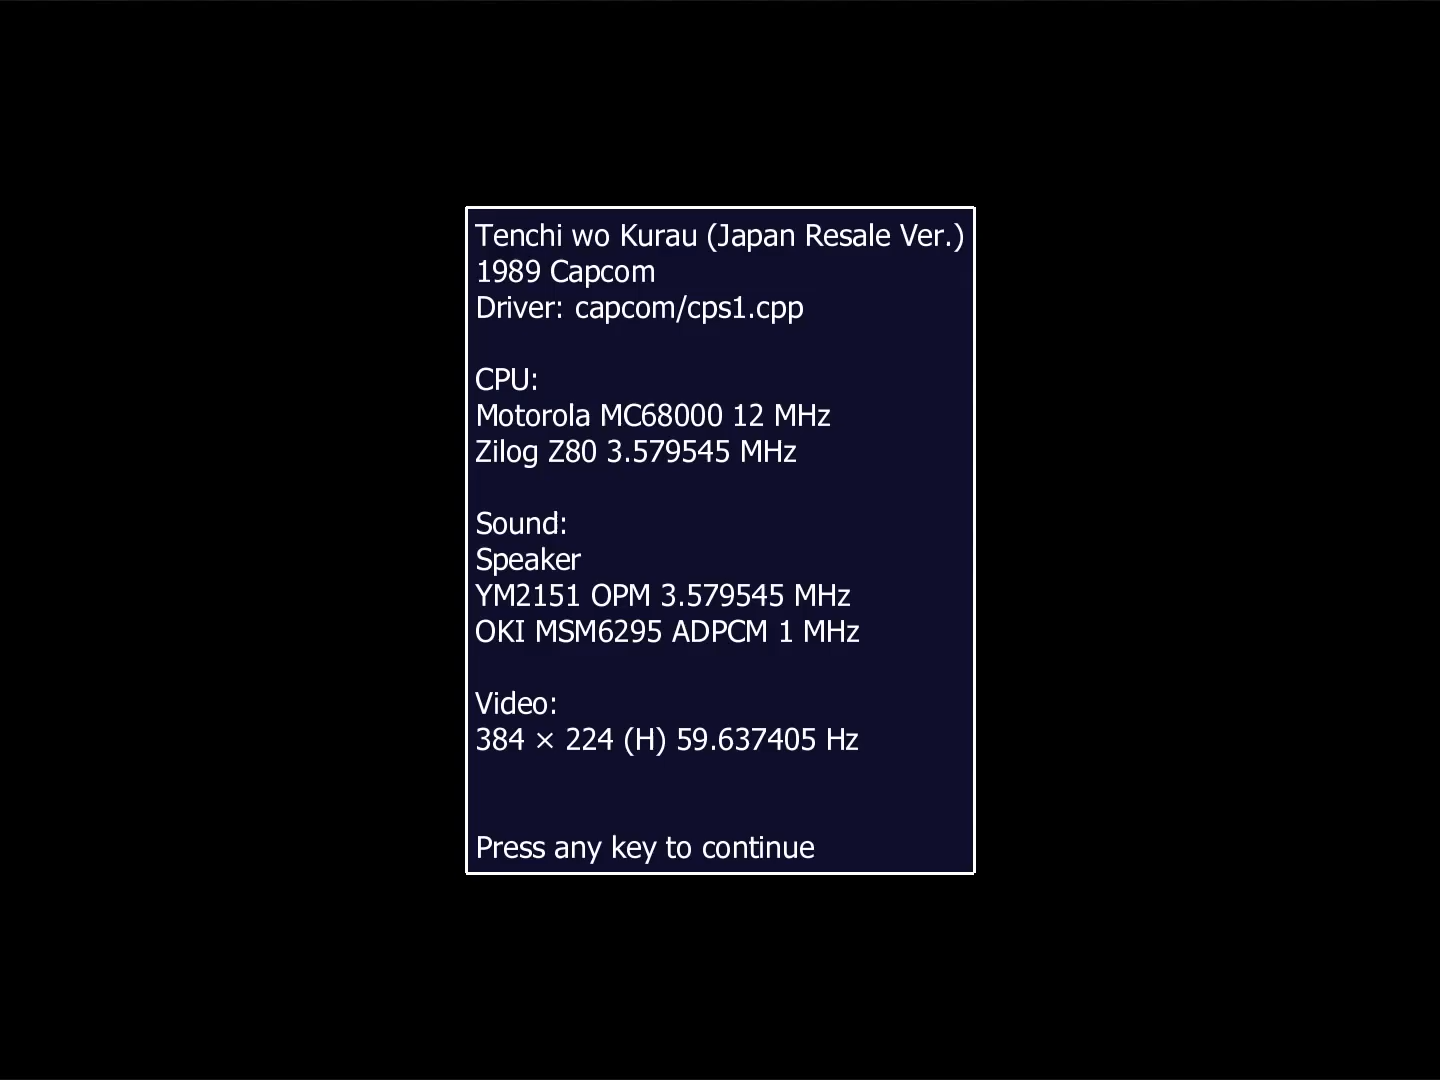 Tenchi wo Kurau (Japan Resale Ver.)
1989 Capcom
Driver: capcom/cps1.cpp
CPU:
Motorola MC68000 12 MHz
Zilog Z80 3.579545 MHz
Sound:
Speaker
YM2151 OPM 3.579545 MHz
OKI MSM6295 ADPCM 1 MHz
Video:
384 × 224 (H) 59.637405 Hz
Press any key to continue